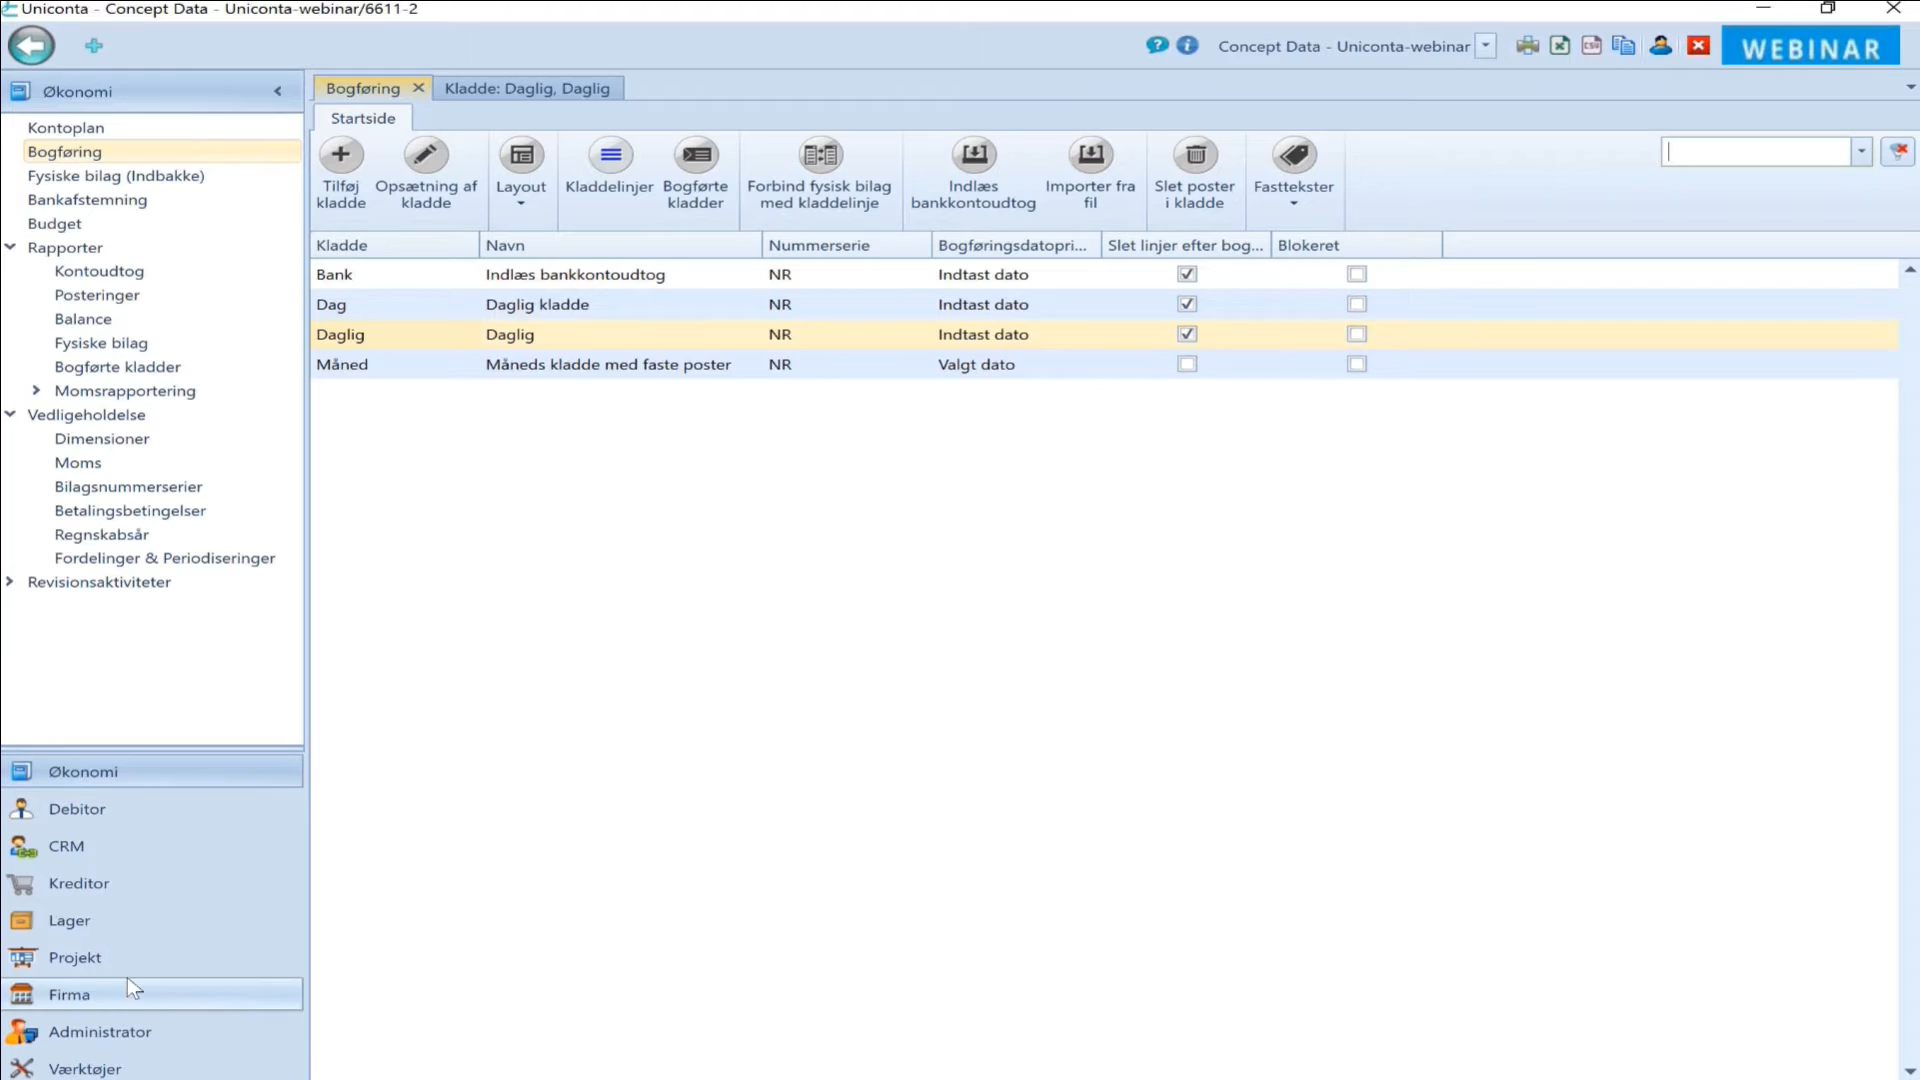 Uniconta - Concept Data - Uniconta-webinar/6611-2
Concept Data - Uniconta-webinar
CSV
WEBINAR
Økonomi
Kontoplan
Bogføring
Fysiske bilag (Indbakke)
Bankafstemning
Budget
Rapporter
Kontoudtog
Posteringer
Balance
Fysiske bilag
Bogførte kladder
Momsrapportering
Vedligeholdelse
Dimensioner
Moms
Bilagsnummerserier
Betalingsbetingelser
Regnskabsår
Fordelinger & Periodiseringer
Revisionsaktiviteter
Økonomi
Debitor
CRM
Kreditor
Lager
Projekt
Firma
Administrator
Værktøjer
Bogføring
Kladde: Daglig, Daglig
Startside
Tilføj kladde
Opsætning af kladde
Layout
Kladdelinjer
Bogførte kladder
Forbind fysisk bilag med kladdelinje
Indlæs bankkontoudtog
Importer fra fil
Slet poster i kladde
Fasttekster
Kladde Navn Nummerserie Bogføringsdatopri... Slet linjer efter bog... Blokeret
Bank Indlæs bankkontoudtog NR Indtast dato
Dag Daglig kladde NR Indtast dato
Daglig Daglig NR Indtast dato
Måned Måneds kladde med faste poster NR Valgt dato